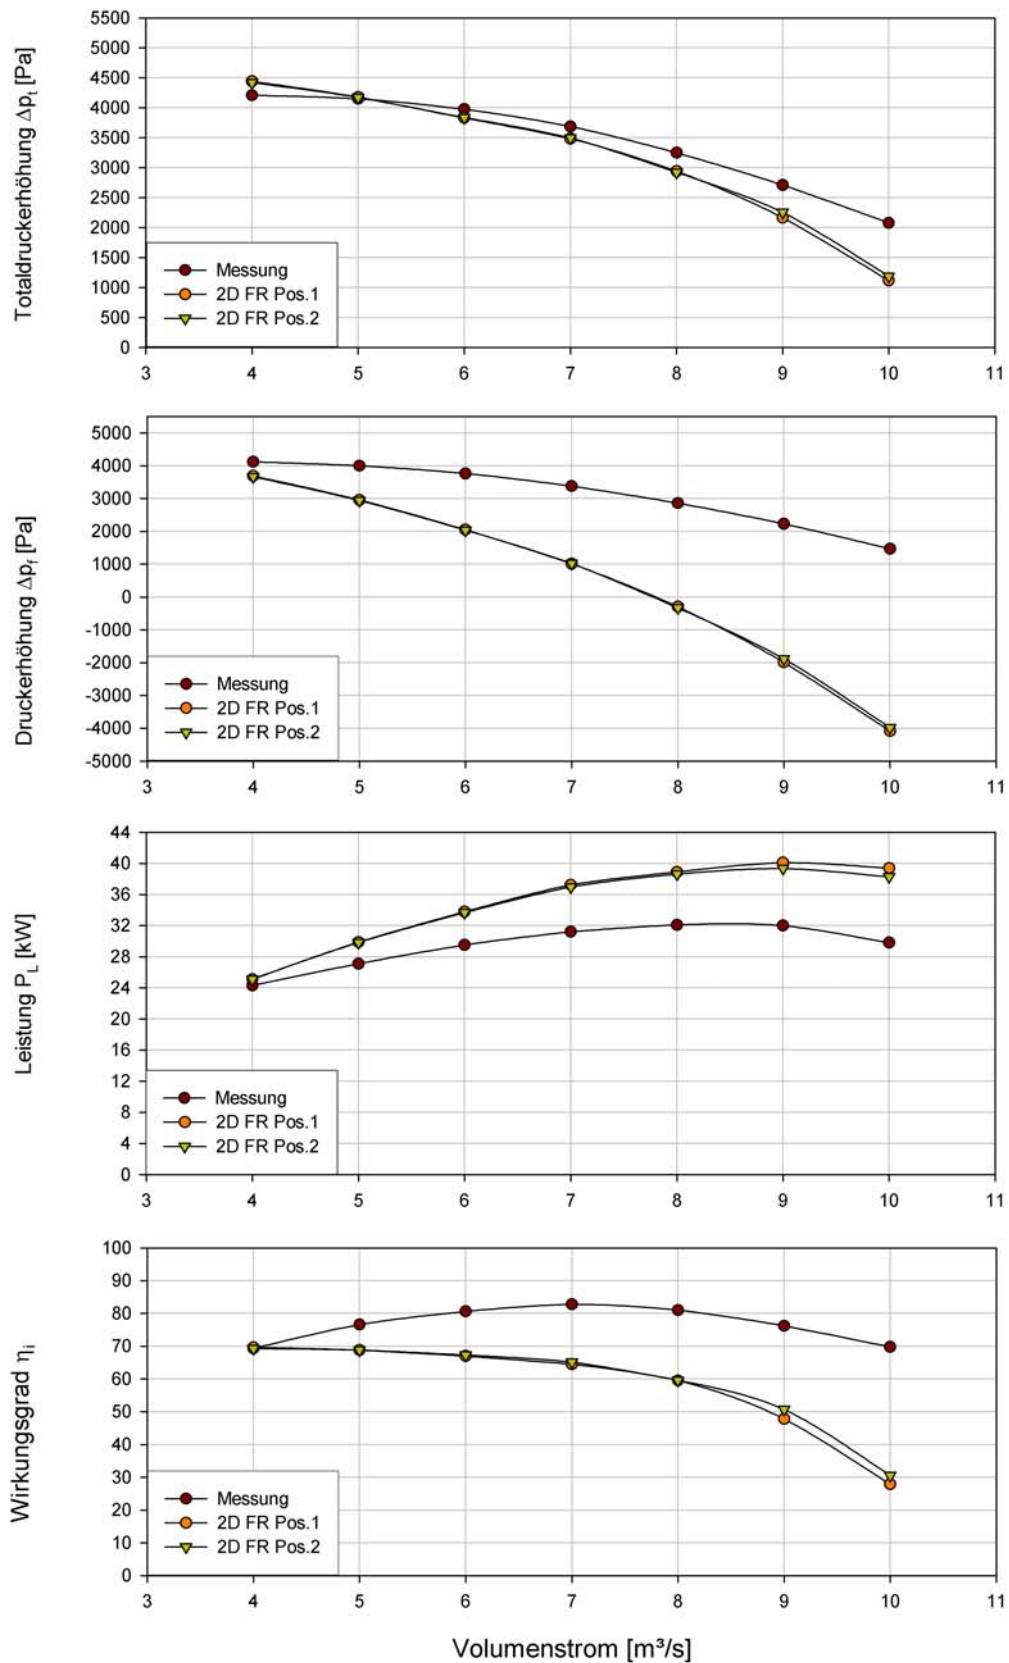 Totaldruckerhöhung Δpt [Pa]
5500
5000
4500
4000
3500
3000
2500
2000
1500
1000
500
0
Messung
2D FR Pos.1
2D FR Pos.2
3 4 5 6 7 8 9 10 11
Druckerhöhung Δpf [Pa]
5000
4000
3000
2000
1000
0
-1000
-2000
-3000
-4000
-5000
Messung
2D FR Pos.1
2D FR Pos.2
3 4 5 6 7 8 9 10 11
Leistung PL [kW]
44
40
36
32
28
24
20
16
12
8
4
0
Messung
2D FR Pos.1
2D FR Pos.2
3 4 5 6 7 8 9 10 11
Wirkungsgrad ηi
100
90
80
70
60
50
40
30
20
10
0
Messung
2D FR Pos.1
2D FR Pos.2
3 4 5 6 7 8 9 10 11
Volumenstrom [m³/s]